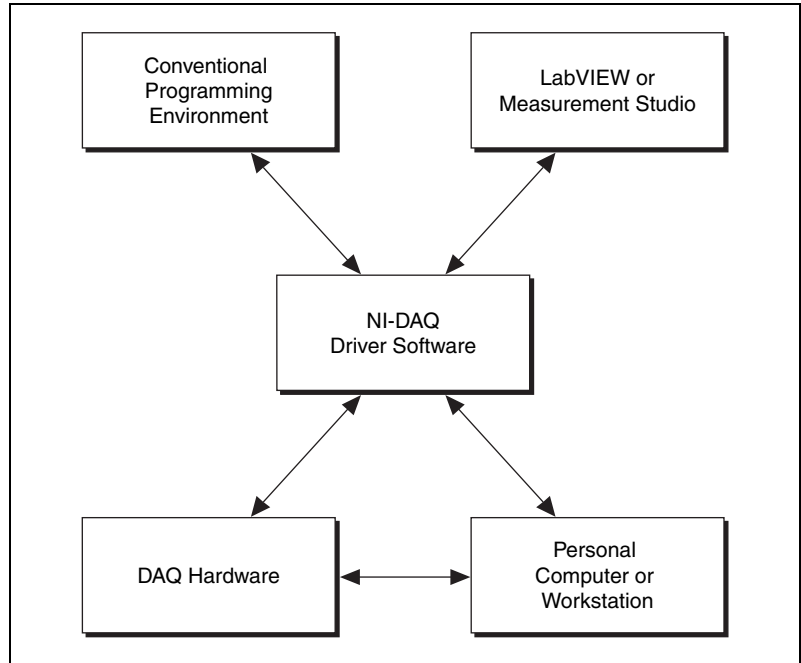 Conventional
Programming
Environment
LabVIEW or
Measurement Studio
NI-DAQ
Driver Software
DAQ Hardware
Personal
Computer or
Workstation